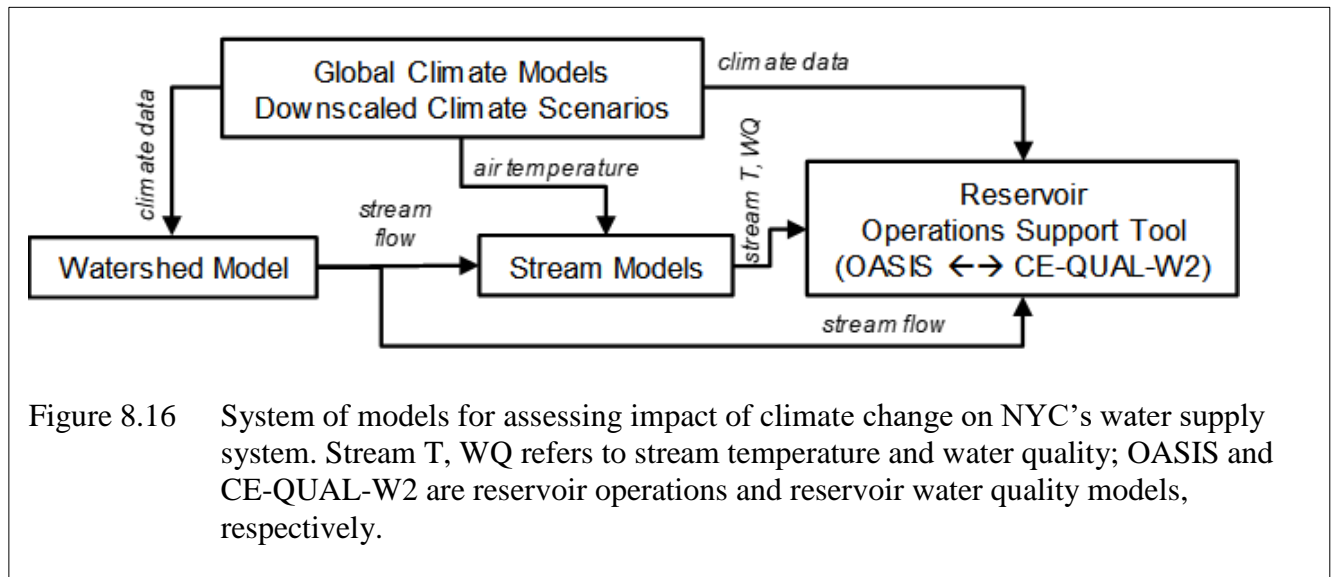 Global Climate Models
Downscaled Climate Scenarios
climate data
climate data
air temperature
stream T, WQ
stream
flow
Watershed Model
Stream Models
Reservoir
Operations Support Tool
(OASIS ←→ CE-QUAL-W2)
stream flow
Figure 8.16 System of models for assessing impact of climate change on NYC’s water supply
system. Stream T, WQ refers to stream temperature and water quality; OASIS and
CE-QUAL-W2 are reservoir operations and reservoir water quality models,
respectively.